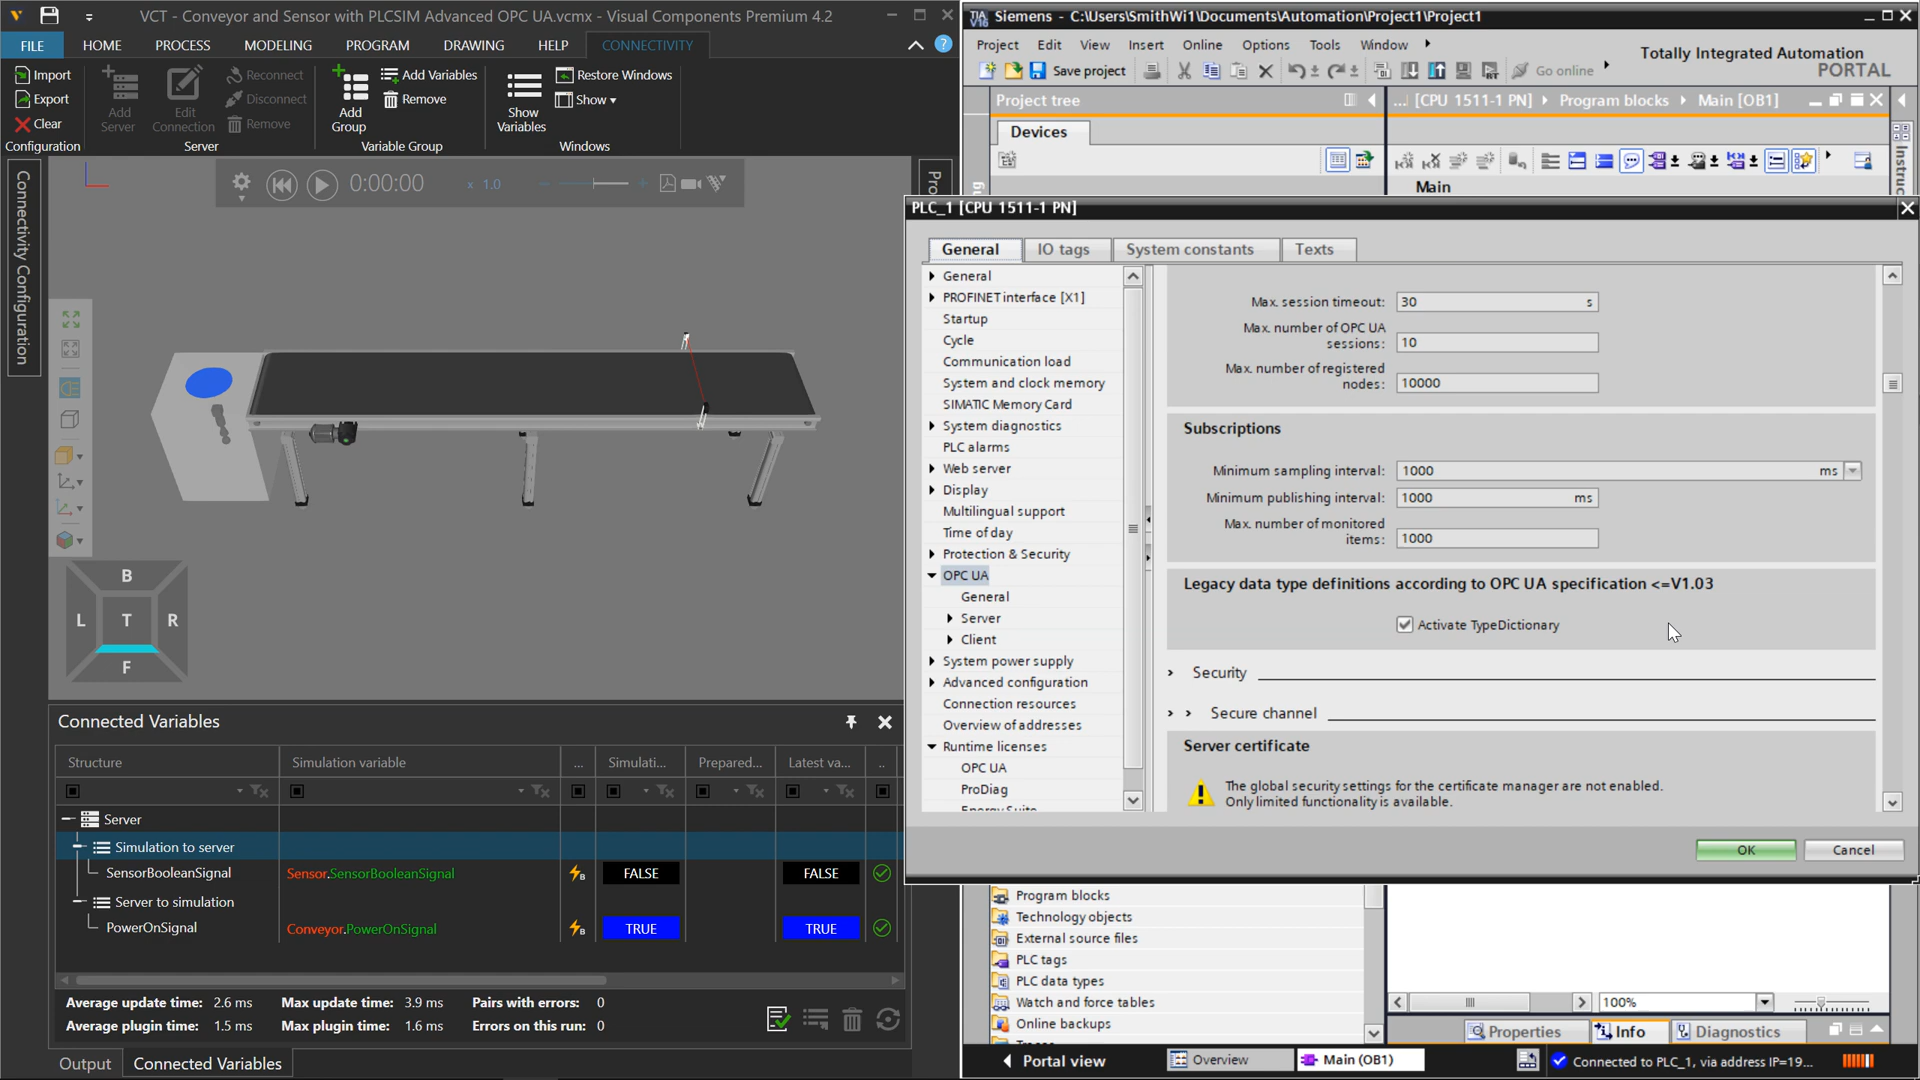 VCT - Conveyor and Sensor with PLCSIM Advanced OPC UA.vcmx - Visual Components Premium 4.2
FILE HOME PROCESS MODELING PROGRAM DRAWING HELP CONNECTIVITY
Import
Export
Clear
Configuration
Add Server
Edit Connection
Reconnect
Disconnect
Remove
Server
Add Group
Add Variables
Remove
Variable Group
Show Variables
Restore Windows
Show
Windows
Connectivity Configuration
0:00:00
x 1.0
Pro
B
L T R
F
Connected Variables
Structure Simulation variable ... Simulati... Prepared... Latest va... ..
Server
Simulation to server
SensorBooleanSignal Sensor.SensorBooleanSignal FALSE FALSE
Server to simulation
PowerOnSignal Conveyor.PowerOnSignal TRUE TRUE
Average update time: 2.6 ms Max update time: 3.9 ms Pairs with errors: 0
Average plugin time: 1.5 ms Max plugin time: 1.6 ms Errors on this run: 0
Output Connected Variables
TIA V16
Siemens - C:\Users\SmithWi1\Documents\Automation\Project1\Project1
Project Edit View Insert Online Options Tools Window
Totally Integrated Automation
PORTAL
Save project
Go online
Project tree
... [CPU 1511-1 PN] Program blocks Main [OB1]
Devices
Instruc
Main
PLC_1 [CPU 1511-1 PN]
General IO tags System constants Texts
General
PROFINET interface [X1]
Startup
Cycle
Communication load
System and clock memory
SIMATIC Memory Card
System diagnostics
PLC alarms
Web server
Display
Multilingual support
Time of day
Protection & Security
OPC UA
General
Server
Client
System power supply
Advanced configuration
Connection resources
Overview of addresses
Runtime licenses
OPC UA
ProDiag
Energy Suite
Max. session timeout: 30 s
Max. number of OPC UA
sessions: 10
Max. number of registered
nodes: 10000
Subscriptions
Minimum sampling interval: 1000 ms
Minimum publishing interval: 1000 ms
Max. number of monitored
items: 1000
Legacy data type definitions according to OPC UA specification <=V1.03
Activate TypeDictionary
Security
Secure channel
Server certificate
The global security settings for the certificate manager are not enabled.
Only limited functionality is available.
OK Cancel
Program blocks
Technology objects
External source files
PLC tags
PLC data types
Watch and force tables
Online backups
100%
Properties Info Diagnostics
Portal view Overview Main (OB1) Connected to PLC_1, via address IP=19...